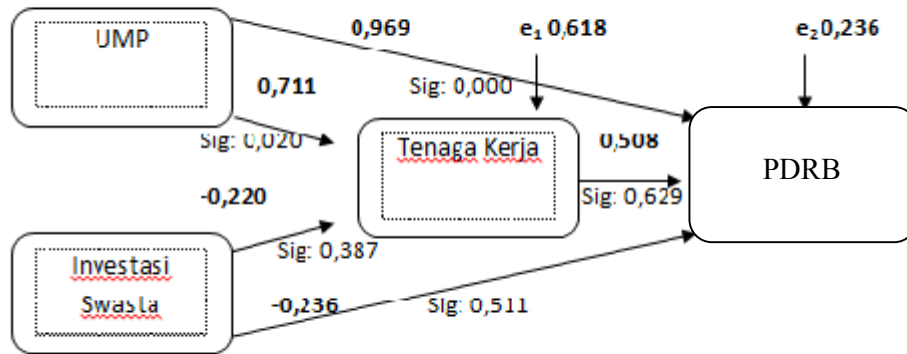 UMP
0,969
e₁ 0,618
e₂ 0,236
0,711
Sig: 0,000
Sig: 0,020
Tenaga Kerja
0,508
PDRB
-0,220
Sig: 0,629
Sig: 0,387
Investasi
Swasta
-0,236
Sig: 0,511